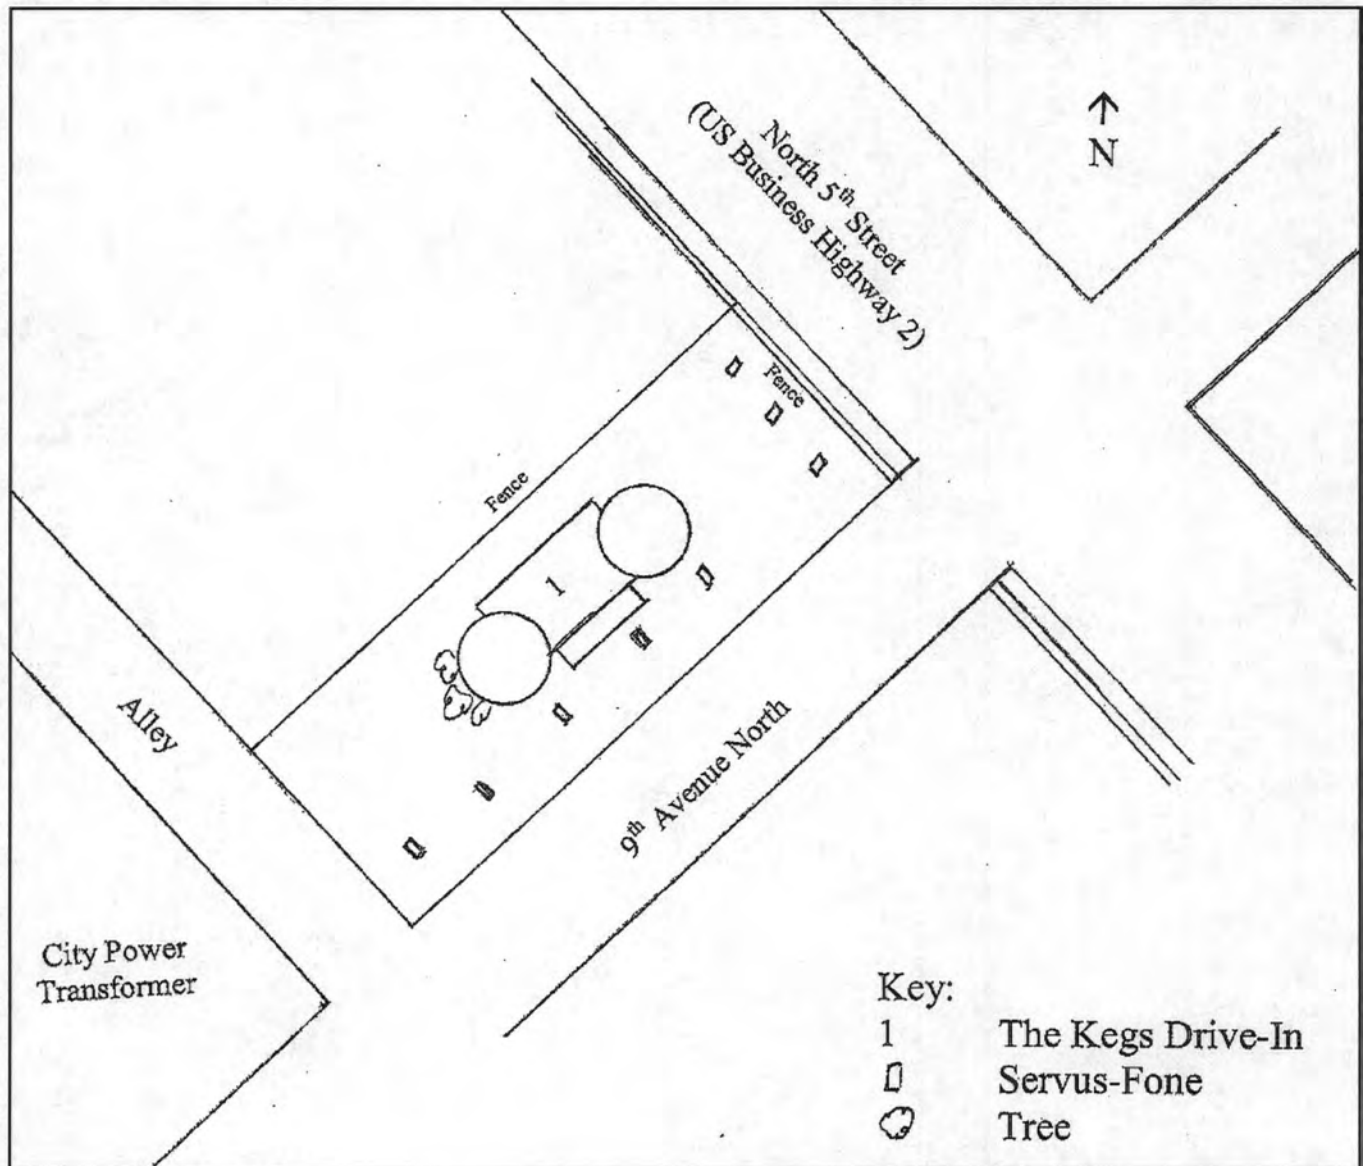 North 5th Street
(US Business Highway 2)
N
Fence
Fence
1
Alley
9th Avenue North
City Power
Transformer
Key:
1 The Kegs Drive-In
Servus-Fone
Tree